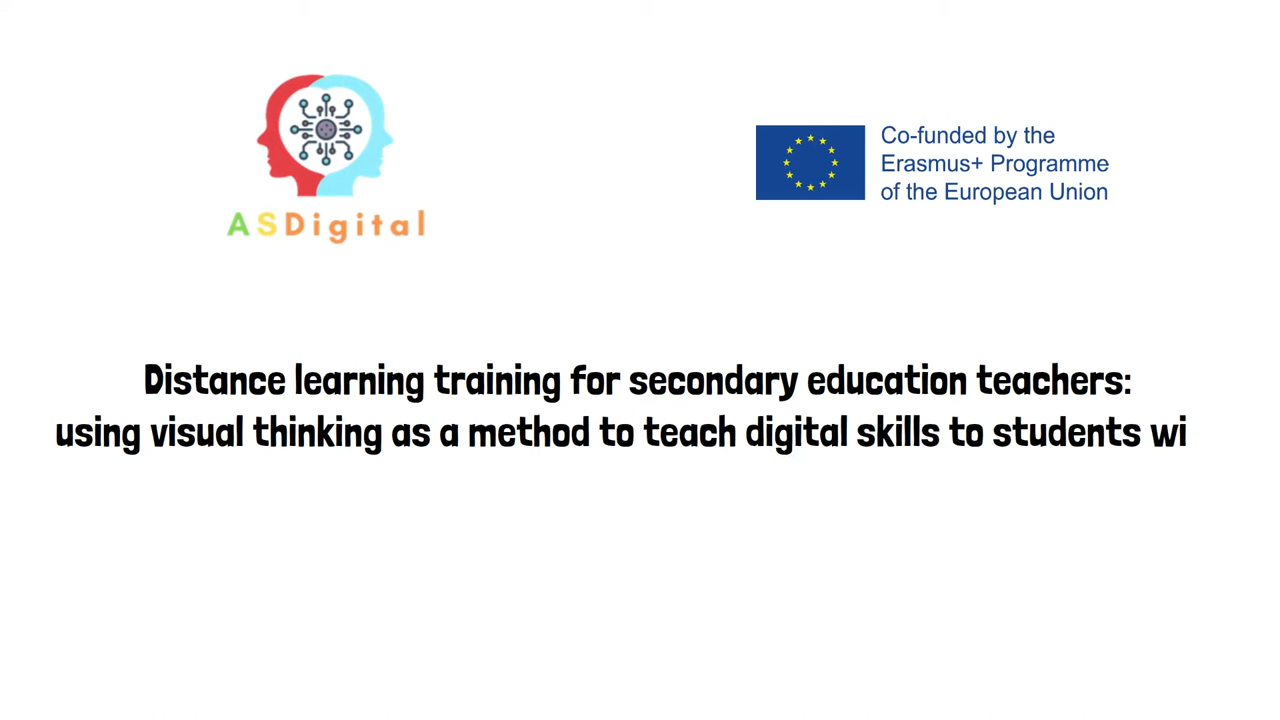 ASDigital
Co-funded by the
Erasmus+ Programme
of the European Union
Distance learning training for secondary education teachers:
using visual thinking as a method to teach digital skills to students wi